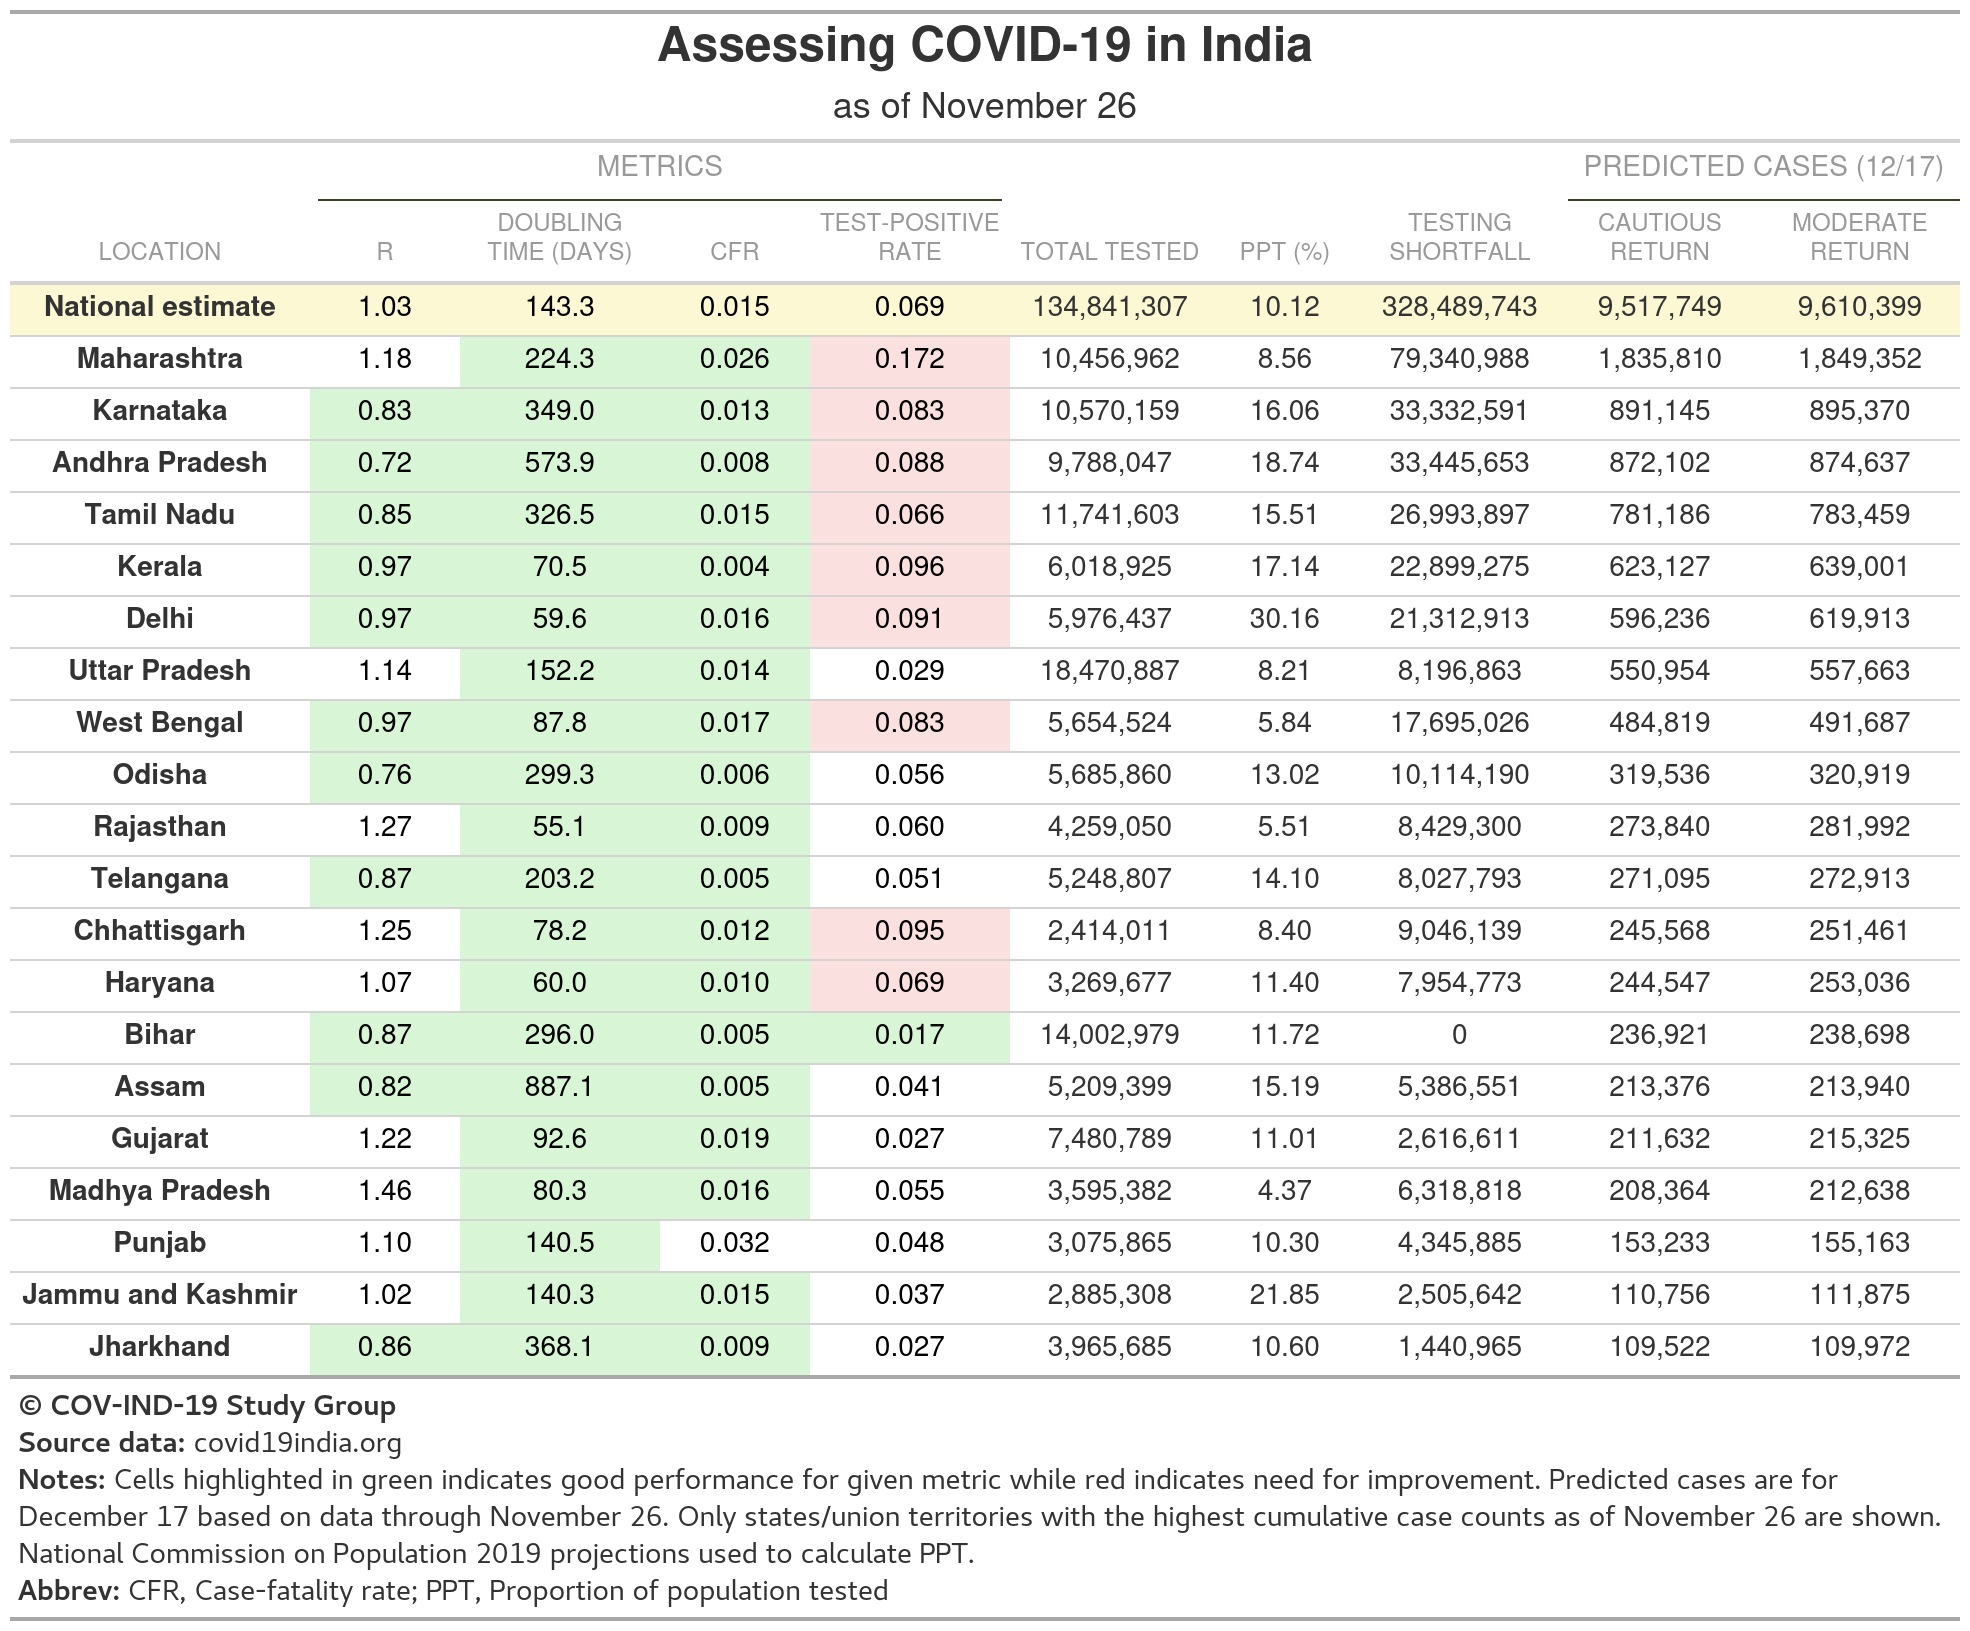 Assessing COVID-19 in India
as of November 26
METRICS PREDICTED CASES (12/17)
LOCATION R DOUBLING TIME (DAYS) CFR TEST-POSITIVE RATE TOTAL TESTED PPT (%) TESTING SHORTFALL CAUTIOUS RETURN MODERATE RETURN
National estimate 1.03 143.3 0.015 0.069 134,841,307 10.12 328,489,743 9,517,749 9,610,399
Maharashtra 1.18 224.3 0.026 0.172 10,456,962 8.56 79,340,988 1,835,810 1,849,352
Karnataka 0.83 349.0 0.013 0.083 10,570,159 16.06 33,332,591 891,145 895,370
Andhra Pradesh 0.72 573.9 0.008 0.088 9,788,047 18.74 33,445,653 872,102 874,637
Tamil Nadu 0.85 326.5 0.015 0.066 11,741,603 15.51 26,993,897 781,186 783,459
Kerala 0.97 70.5 0.004 0.096 6,018,925 17.14 22,899,275 623,127 639,001
Delhi 0.97 59.6 0.016 0.091 5,976,437 30.16 21,312,913 596,236 619,913
Uttar Pradesh 1.14 152.2 0.014 0.029 18,470,887 8.21 8,196,863 550,954 557,663
West Bengal 0.97 87.8 0.017 0.083 5,654,524 5.84 17,695,026 484,819 491,687
Odisha 0.76 299.3 0.006 0.056 5,685,860 13.02 10,114,190 319,536 320,919
Rajasthan 1.27 55.1 0.009 0.060 4,259,050 5.51 8,429,300 273,840 281,992
Telangana 0.87 203.2 0.005 0.051 5,248,807 14.10 8,027,793 271,095 272,913
Chhattisgarh 1.25 78.2 0.012 0.095 2,414,011 8.40 9,046,139 245,568 251,461
Haryana 1.07 60.0 0.010 0.069 3,269,677 11.40 7,954,773 244,547 253,036
Bihar 0.87 296.0 0.005 0.017 14,002,979 11.72 0 236,921 238,698
Assam 0.82 887.1 0.005 0.041 5,209,399 15.19 5,386,551 213,376 213,940
Gujarat 1.22 92.6 0.019 0.027 7,480,789 11.01 2,616,611 211,632 215,325
Madhya Pradesh 1.46 80.3 0.016 0.055 3,595,382 4.37 6,318,818 208,364 212,638
Punjab 1.10 140.5 0.032 0.048 3,075,865 10.30 4,345,885 153,233 155,163
Jammu and Kashmir 1.02 140.3 0.015 0.037 2,885,308 21.85 2,505,642 110,756 111,875
Jharkhand 0.86 368.1 0.009 0.027 3,965,685 10.60 1,440,965 109,522 109,972
© COV-IND-19 Study Group
Source data: covid19india.org
Notes: Cells highlighted in green indicates good performance for given metric while red indicates need for improvement. Predicted cases are for
December 17 based on data through November 26. Only states/union territories with the highest cumulative case counts as of November 26 are shown.
National Commission on Population 2019 projections used to calculate PPT.
Abbrev: CFR, Case-fatality rate; PPT, Proportion of population tested